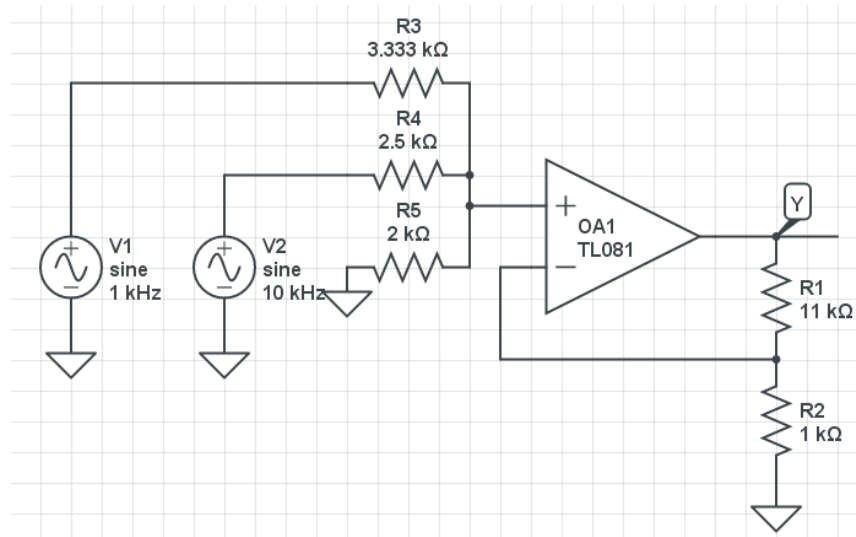 R3
3.333 kΩ
R4
2.5 kΩ
R5
2 kΩ
V1
sine
1 kHz
V2
sine
10 kHz
+
−
OA1
TL081
Y
R1
11 kΩ
R2
1 kΩ